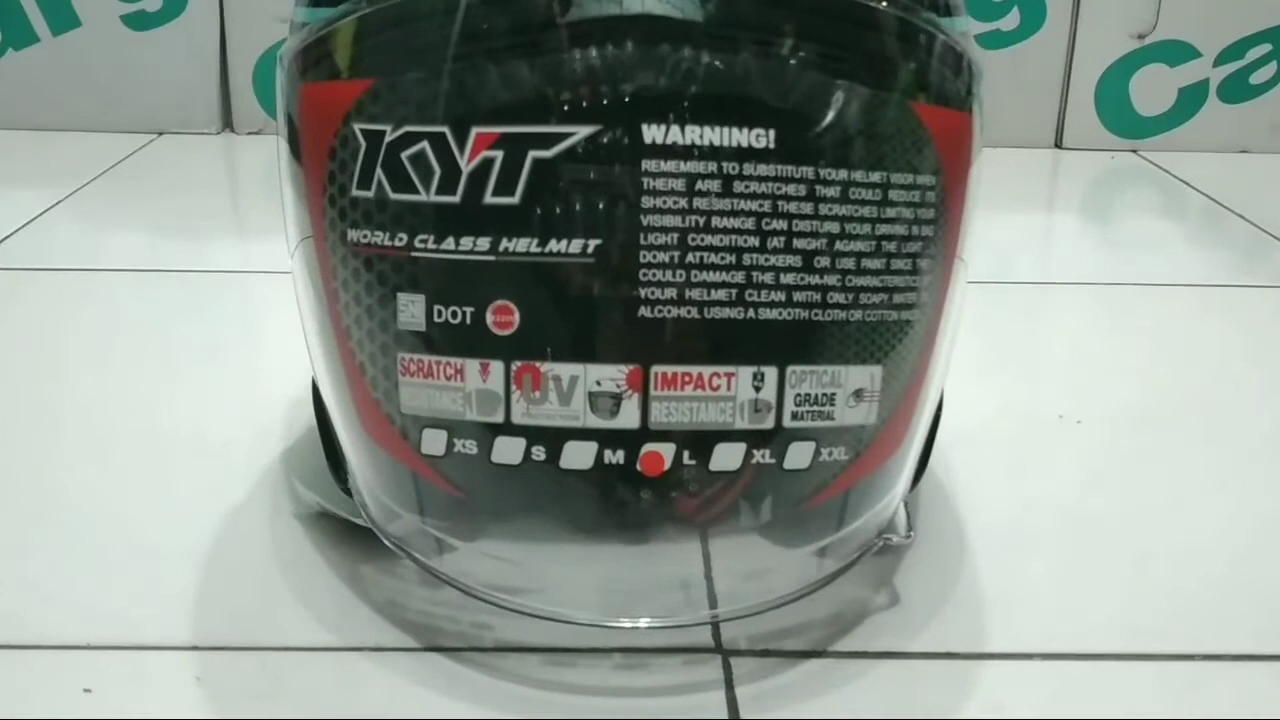 KYT
WORLD CLASS HELMET
WARNING!
REMEMBER TO SUBSTITUTE YOUR HELMET VISOR WHEN
THERE ARE SCRATCHES THAT COULD REDUCE ITS
SHOCK RESISTANCE THESE SCRATCHES LIMITING YOUR
VISIBILITY RANGE CAN DISTURB YOUR DRIVING IN BAD
LIGHT CONDITION (AT NIGHT, AGAINST THE LIGHT
DON'T ATTACH STICKERS OR USE PAINT SINCE
COULD DAMAGE THE MECHA-NIC CHARACTERISTICS
YOUR HELMET CLEAN WITH ONLY SOAPY WATER
ALCOHOL USING A SMOOTH CLOTH OR COTTON
SNI DOT
SCRATCH
RESISTANCE
UV
IMPACT
RESISTANCE
OPTICAL
GRADE
MATERIAL
XS S M L XL XXL